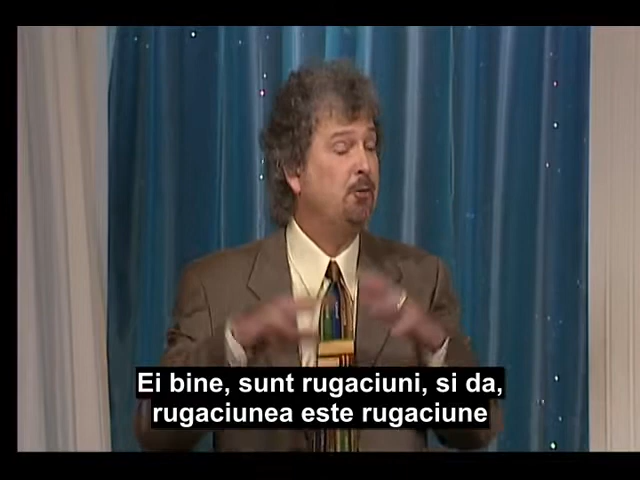 Ei bine, sunt rugaciuni, si da,
rugaciunea este rugaciune